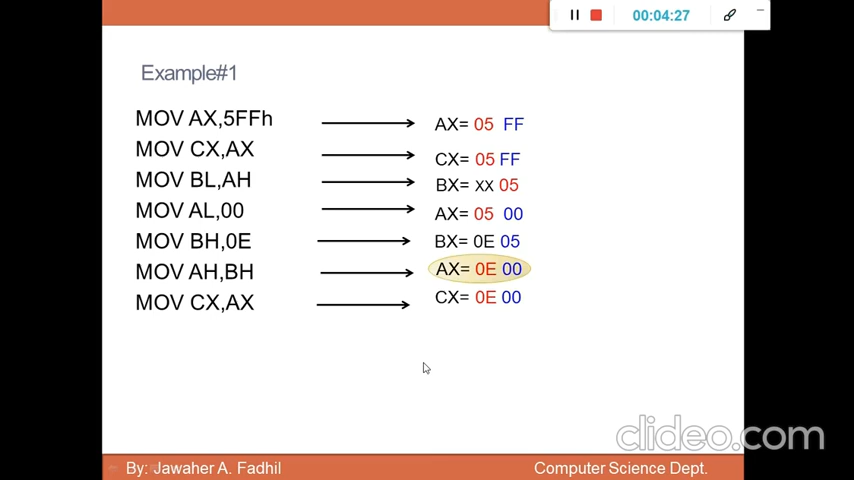 00:04:27
Example#1
MOV AX,5FFh AX= 05 FF
MOV CX,AX CX= 05 FF
MOV BL,AH BX= XX 05
MOV AL,00 AX= 05 00
MOV BH,0E BX= 0E 05
MOV AH,BH AX= 0E 00
MOV CX,AX CX= 0E 00
clideo.com
By: Jawaher A. Fadhil Computer Science Dept.